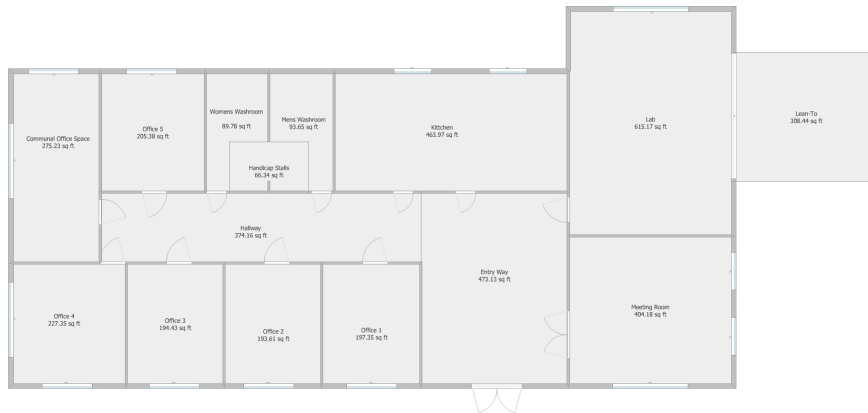 Communal Office Space
275.23 sq ft
Office 5
205.38 sq ft
Womens Washroom
89.78 sq ft
Mens Washroom
93.65 sq ft
Handicap Stalls
66.34 sq ft
Kittchen
463.97 sq ft
Lab
615.17 sq ft
Lean-To
308.44 sq ft
Hallway
374.16 sq ft
Entry Way
473.13 sq ft
Meeting Room
404.18 sq ft
Office 4
227.35 sq ft
Office 3
194.43 sq ft
Office 2
193.61 sq ft
Office 1
197.35 sq ft